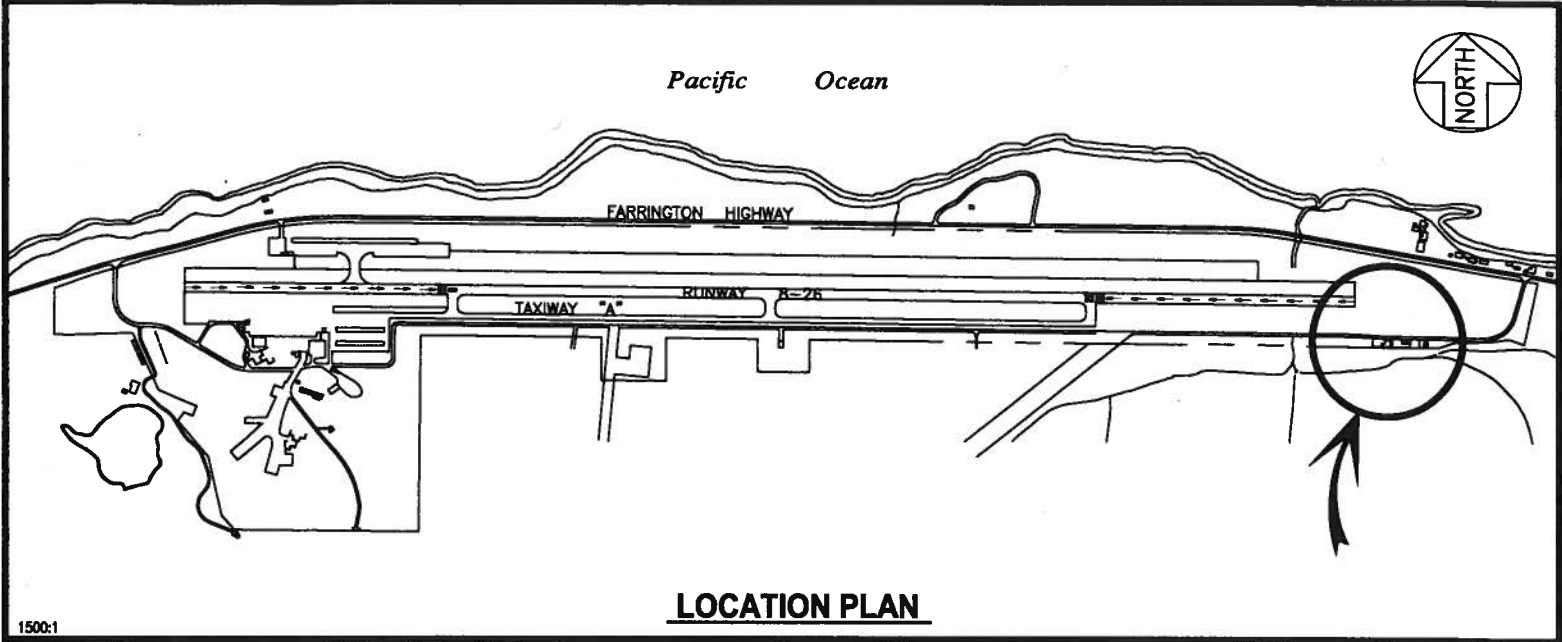 Pacific Ocean
NORTH
FARRINGTON HIGHWAY
RUNWAY 8-26
TAXIWAY "A"
LOCATION PLAN
1500:1